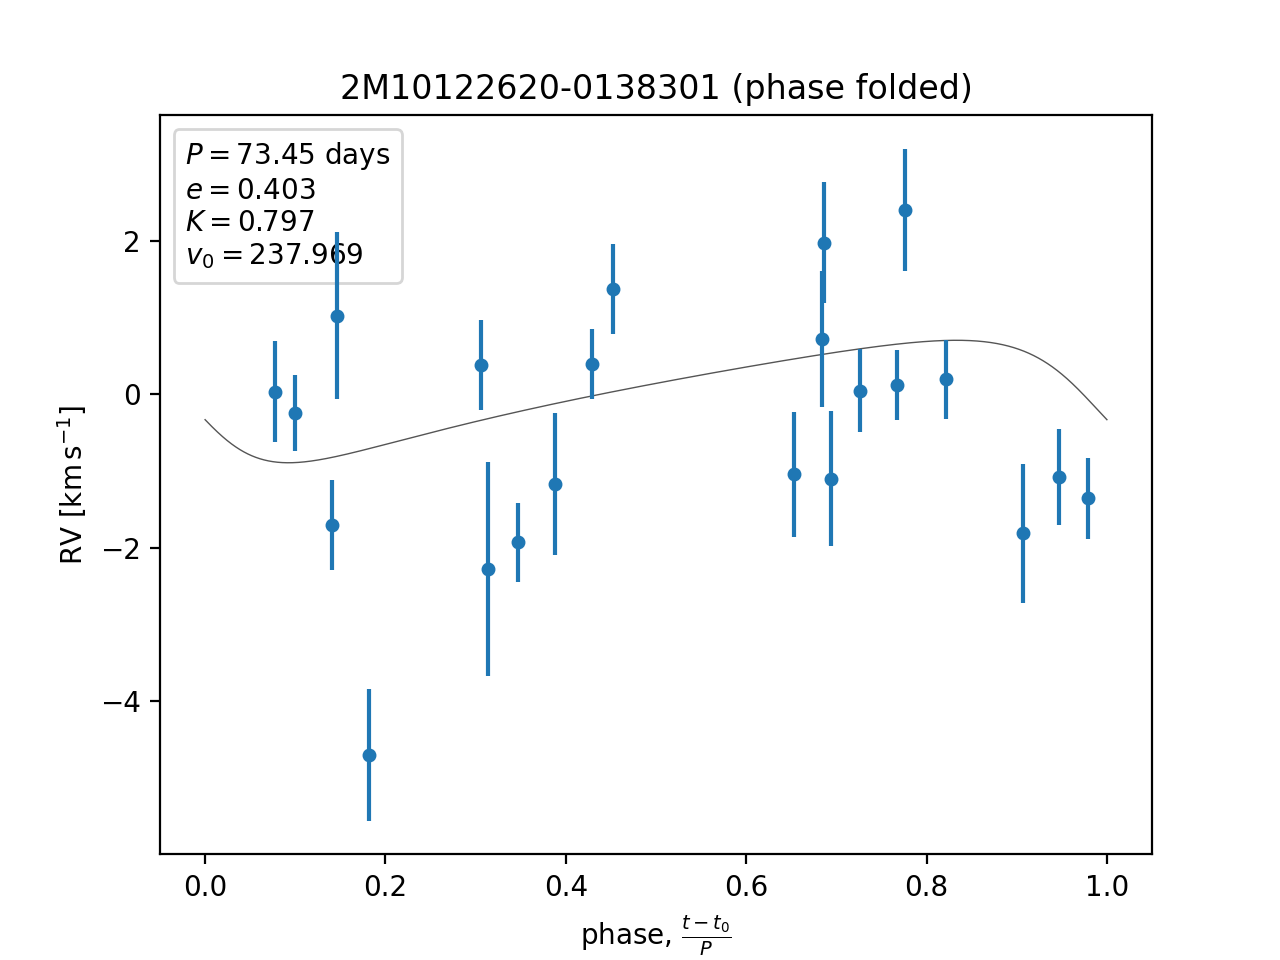 2M10122620-0138301 (phase folded)
P = 73.45 days
e = 0.403
K = 0.797
v₀ = 237.969
2
0
−2
−4
RV [km s⁻¹]
0.0 0.2 0.4 0.6 0.8 1.0
phase, (t − t₀)/P